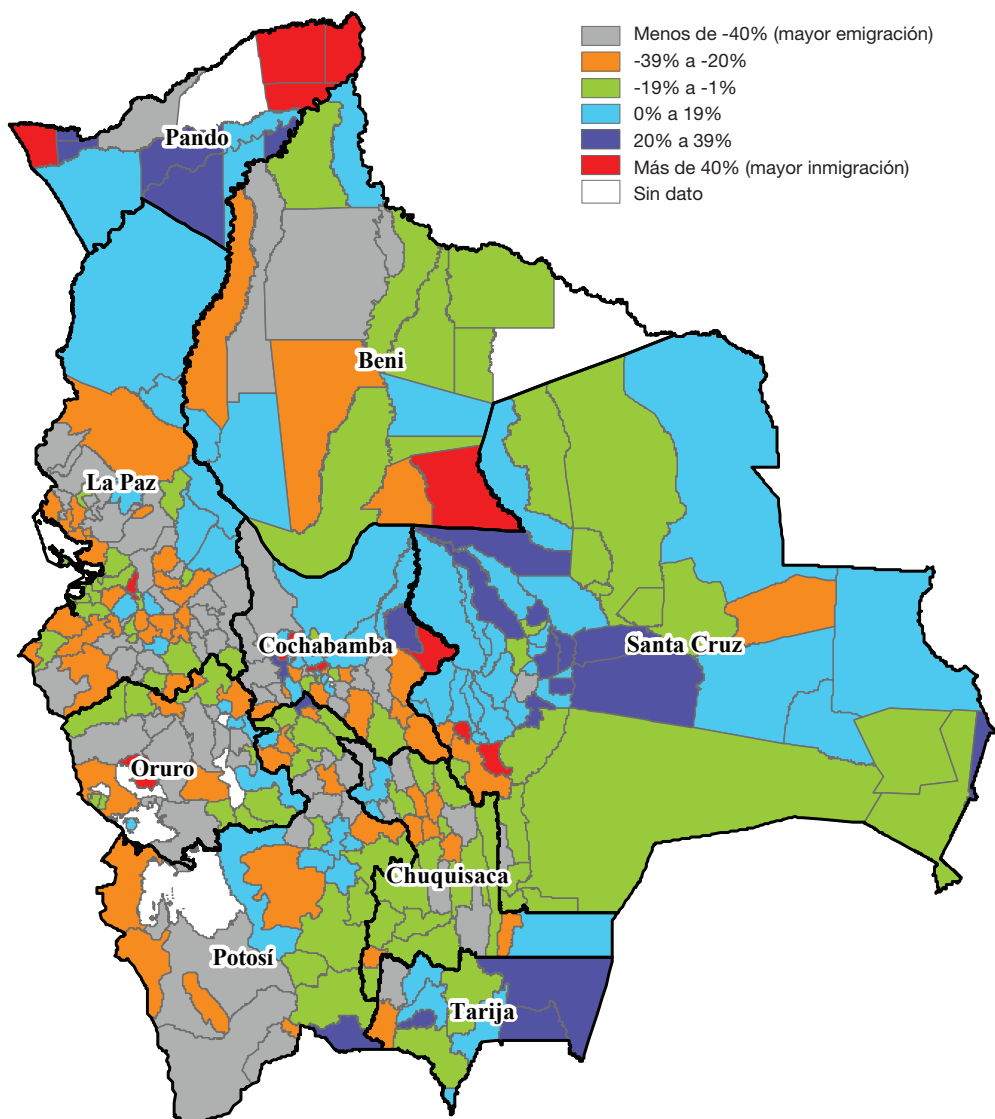 Menos de -40% (mayor emigración)
-39% a -20%
-19% a -1%
0% a 19%
20% a 39%
Más de 40% (mayor inmigración)
Sin dato
Pando
Beni
La Paz
Cochabamba
Santa Cruz
Oruro
Chuquisaca
Potosí
Tarija